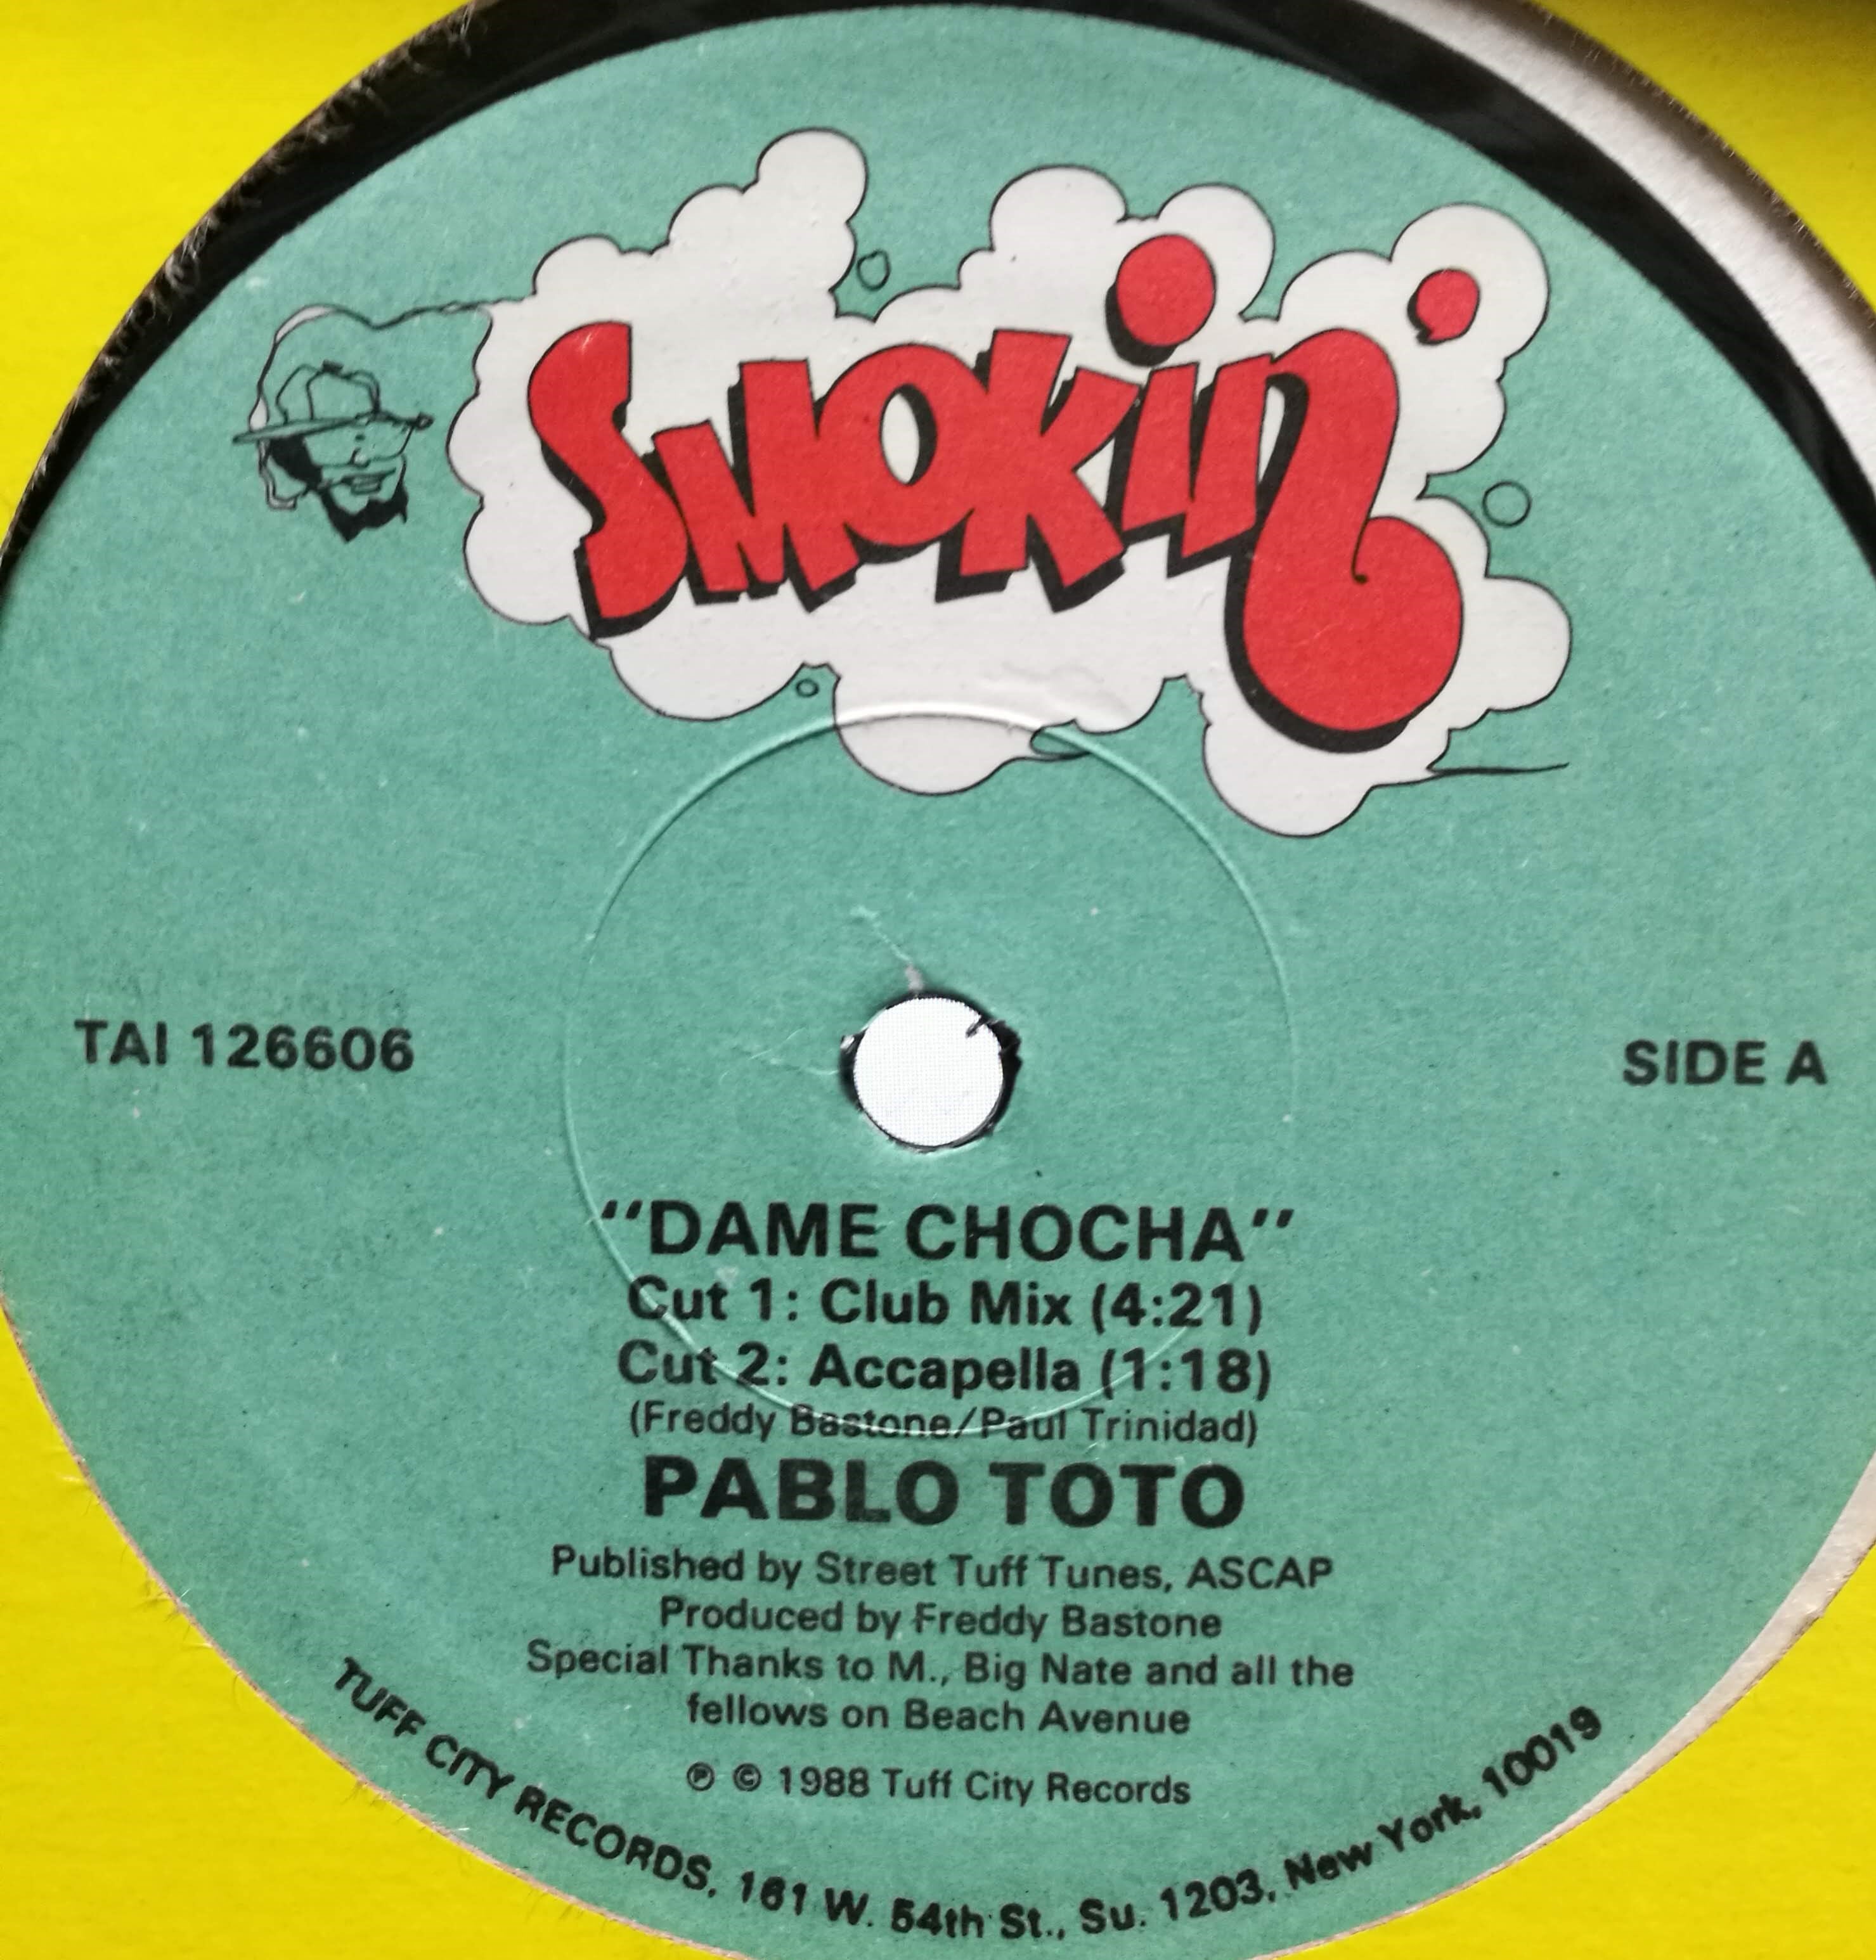 SMOKIN'
TAI 126606
SIDE A
"DAME CHOCHA"
Cut 1: Club Mix (4:21)
Cut 2: Accapella (1:18)
(Freddy Bastone/Paul Trinidad)
PABLO TOTO
Published by Street Tuff Tunes, ASCAP
Produced by Freddy Bastone
Special Thanks to M., Big Nate and all the
fellows on Beach Avenue
℗ © 1988 Tuff City Records
TUFF CITY RECORDS, 161 W. 54th St., Su. 1203, New York, 10019